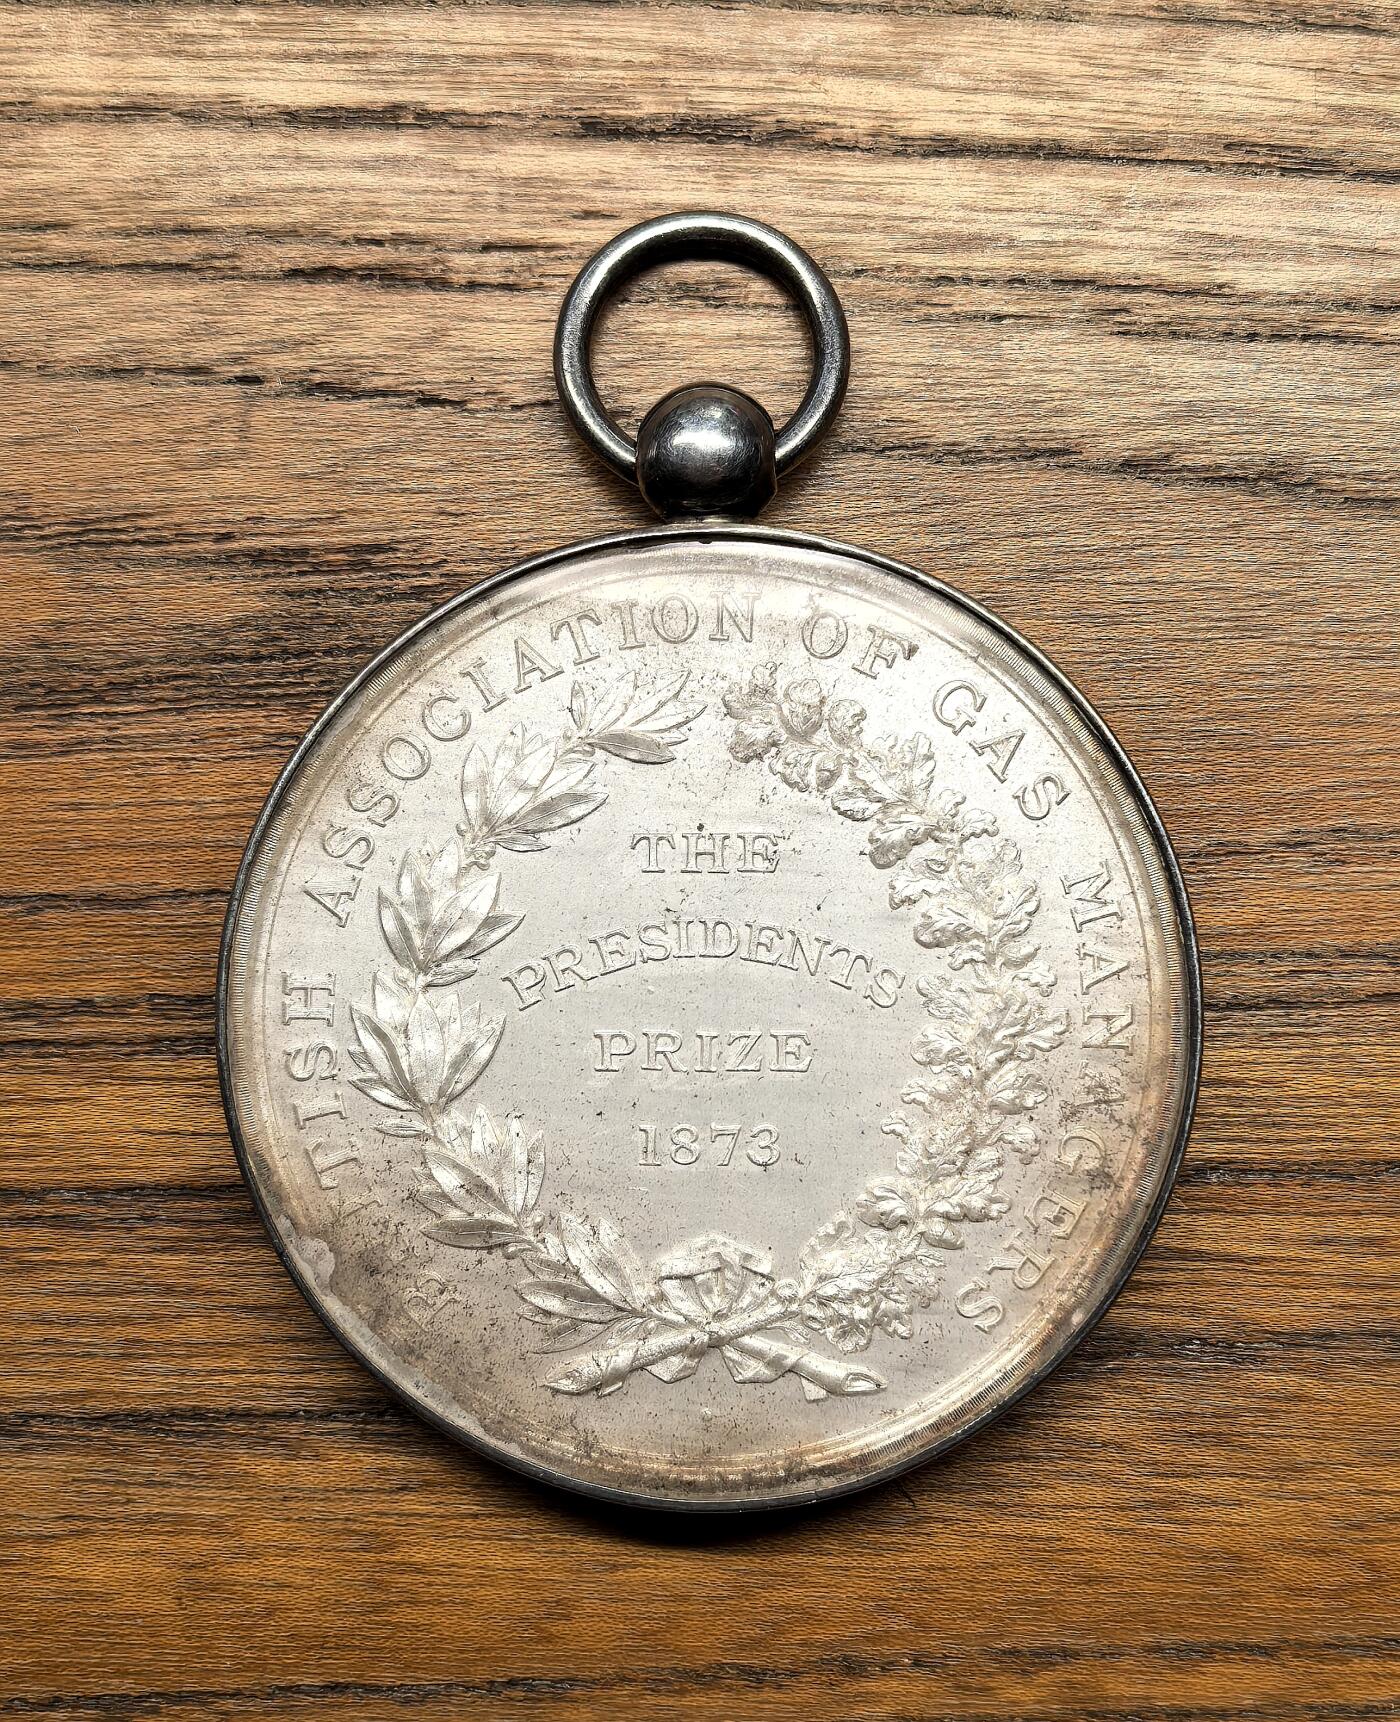 BRITISH ASSOCIATION OF GAS MANAGERS
THE
PRESIDENTS
PRIZE
1873